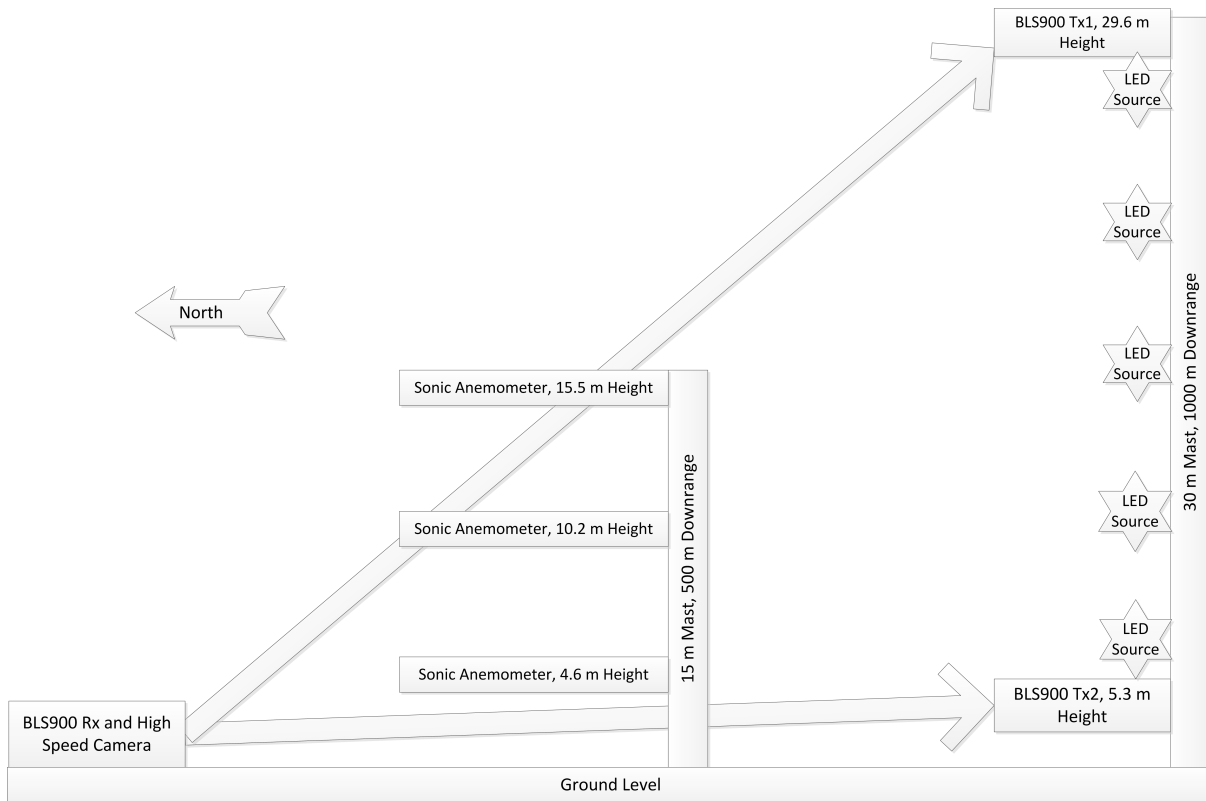 BLS900 Tx1, 29.6 m
Height
LED
Source
LED
Source
North
LED
Source
30 m Mast, 1000 m Downrange
Sonic Anemometer, 15.5 m Height
Sonic Anemometer, 10.2 m Height
15 m Mast, 500 m Downrange
LED
Source
Sonic Anemometer, 4.6 m Height
LED
Source
BLS900 Tx2, 5.3 m
Height
BLS900 Rx and High
Speed Camera
Ground Level